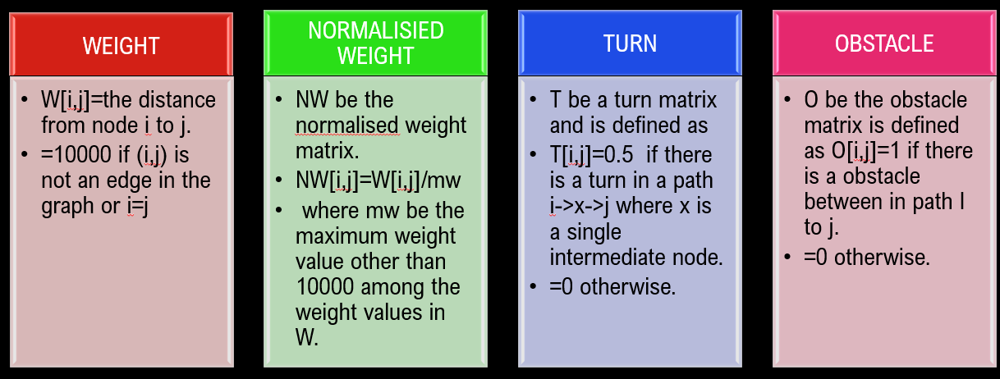 WEIGHT
• W[i,j]=the distance
from node i to j.
• =10000 if (i,j) is
not an edge in the
graph or i=j
NORMALISIED
WEIGHT
• NW be the
normalised weight
matrix.
• NW[i,j]=W[i,j]/mw
• where mw be the
maximum weight
value other than
10000 among the
weight values in
W.
TURN
• T be a turn matrix
and is defined as
• T[i,j]=0.5 if there
is a turn in a path
i->x->j where x is
a single
intermediate node.
• =0 otherwise.
OBSTACLE
• O be the obstacle
matrix is defined
as O[i,j]=1 if there
is a obstacle
between in path I
to j.
• =0 otherwise.